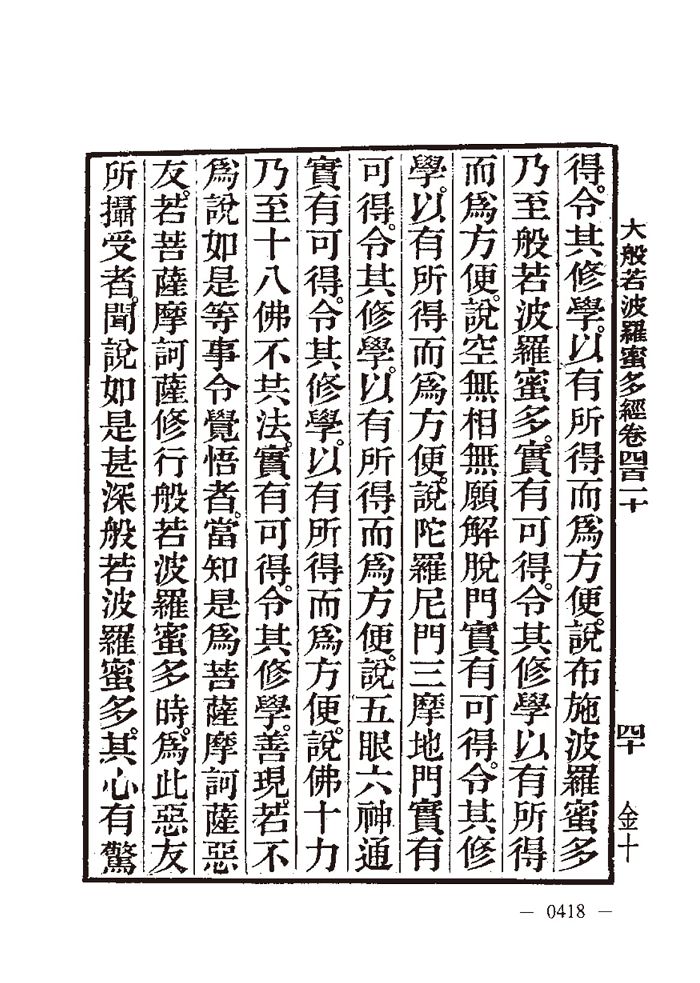 大般若波羅蜜多經卷四百二十
四十
金十
得。令其修學。以有所得而爲方便。說布施波羅蜜多
乃至般若波羅蜜多。實有可得。令其修學以有所得
而爲方便。說空無相無願解脫門實有可得。令其修
學。以有所得而爲方便。說陀羅尼門三摩地門實有
可得。令其修學。以有所得而爲方便。說五眼六神通
實有可得。令其修學。以有所得而爲方便。說佛十力
乃至十八佛不共法。實有可得。令其修學。善現。若不
爲說如是等事令覺悟者。當知是爲菩薩摩訶薩惡
友。若菩薩摩訶薩修行般若波羅蜜多時。爲此惡友
所攝受者。聞說如是甚深般若波羅蜜多。其心有驚
— 0418 —